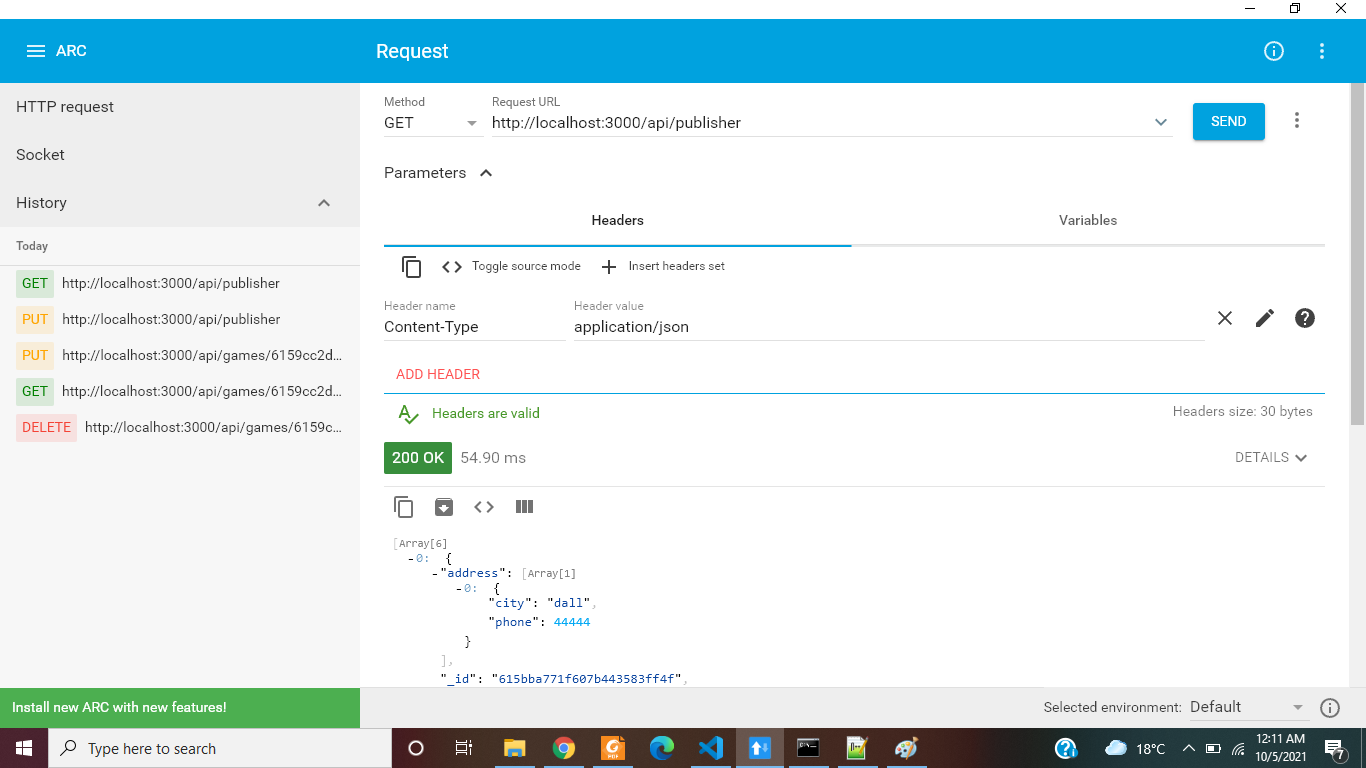 ARC
Request
HTTP request
Socket
History
Today
GET http://localhost:3000/api/publisher
PUT http://localhost:3000/api/publisher
PUT http://localhost:3000/api/games/6159cc2d...
GET http://localhost:3000/api/games/6159cc2d...
DELETE http://localhost:3000/api/games/6159c...
Install new ARC with new features!
Method
GET
Request URL
http://localhost:3000/api/publisher
SEND
Parameters
Headers
Variables
Toggle source mode
Insert headers set
Header name
Content-Type
Header value
application/json
ADD HEADER
Headers are valid
Headers size: 30 bytes
200 OK 54.90 ms
DETAILS
[Array[6]
-0: {
-"address": [Array[1]
-0: {
"city": "dall",
"phone": 44444
}
],
"_id": "615bba771f607b443583ff4f",
Selected environment: Default
Type here to search
18°C
12:11 AM
10/5/2021
7